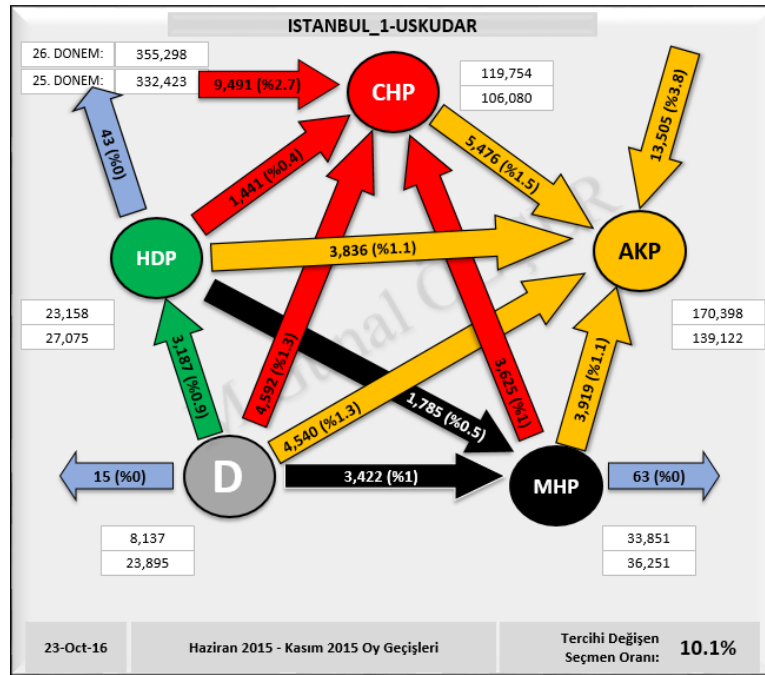 ISTANBUL_1-USKUDAR
26. DONEM: 355,298
25. DONEM: 332,423
9,491 (%2.7)
CHP
119,754
106,080
13,505 (%3.8)
43 (%0)
1,441 (%0.4)
5,476 (%1.5)
HDP
3,836 (%1.1)
AKP
23,158
27,075
170,398
139,122
3,187 (%0.9)
4,592 (%1.3)
4,540 (%1.3)
1,785 (%0.5)
3,625 (%1)
3,919 (%1.1)
15 (%0)
D
3,422 (%1)
MHP
63 (%0)
8,137
23,895
33,851
36,251
23-Oct-16
Haziran 2015 - Kasım 2015 Oy Geçişleri
Tercihi Değişen
Seçmen Oranı:
10.1%